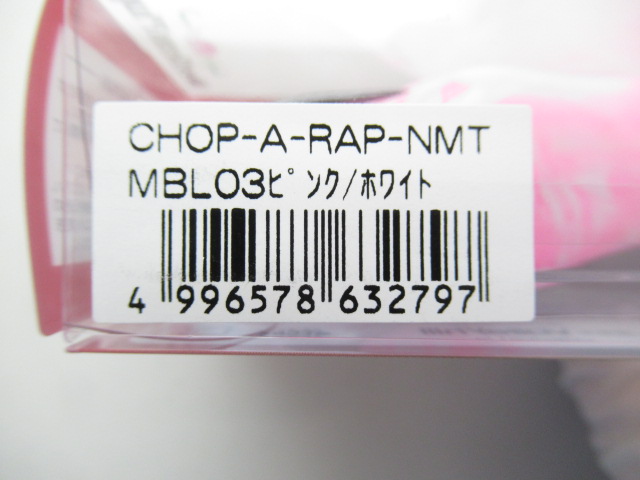 CHOP-A-RAP-NMT
MBL03ﾋﾟﾝｸ/ﾎﾜｲﾄ
4 996578 632797